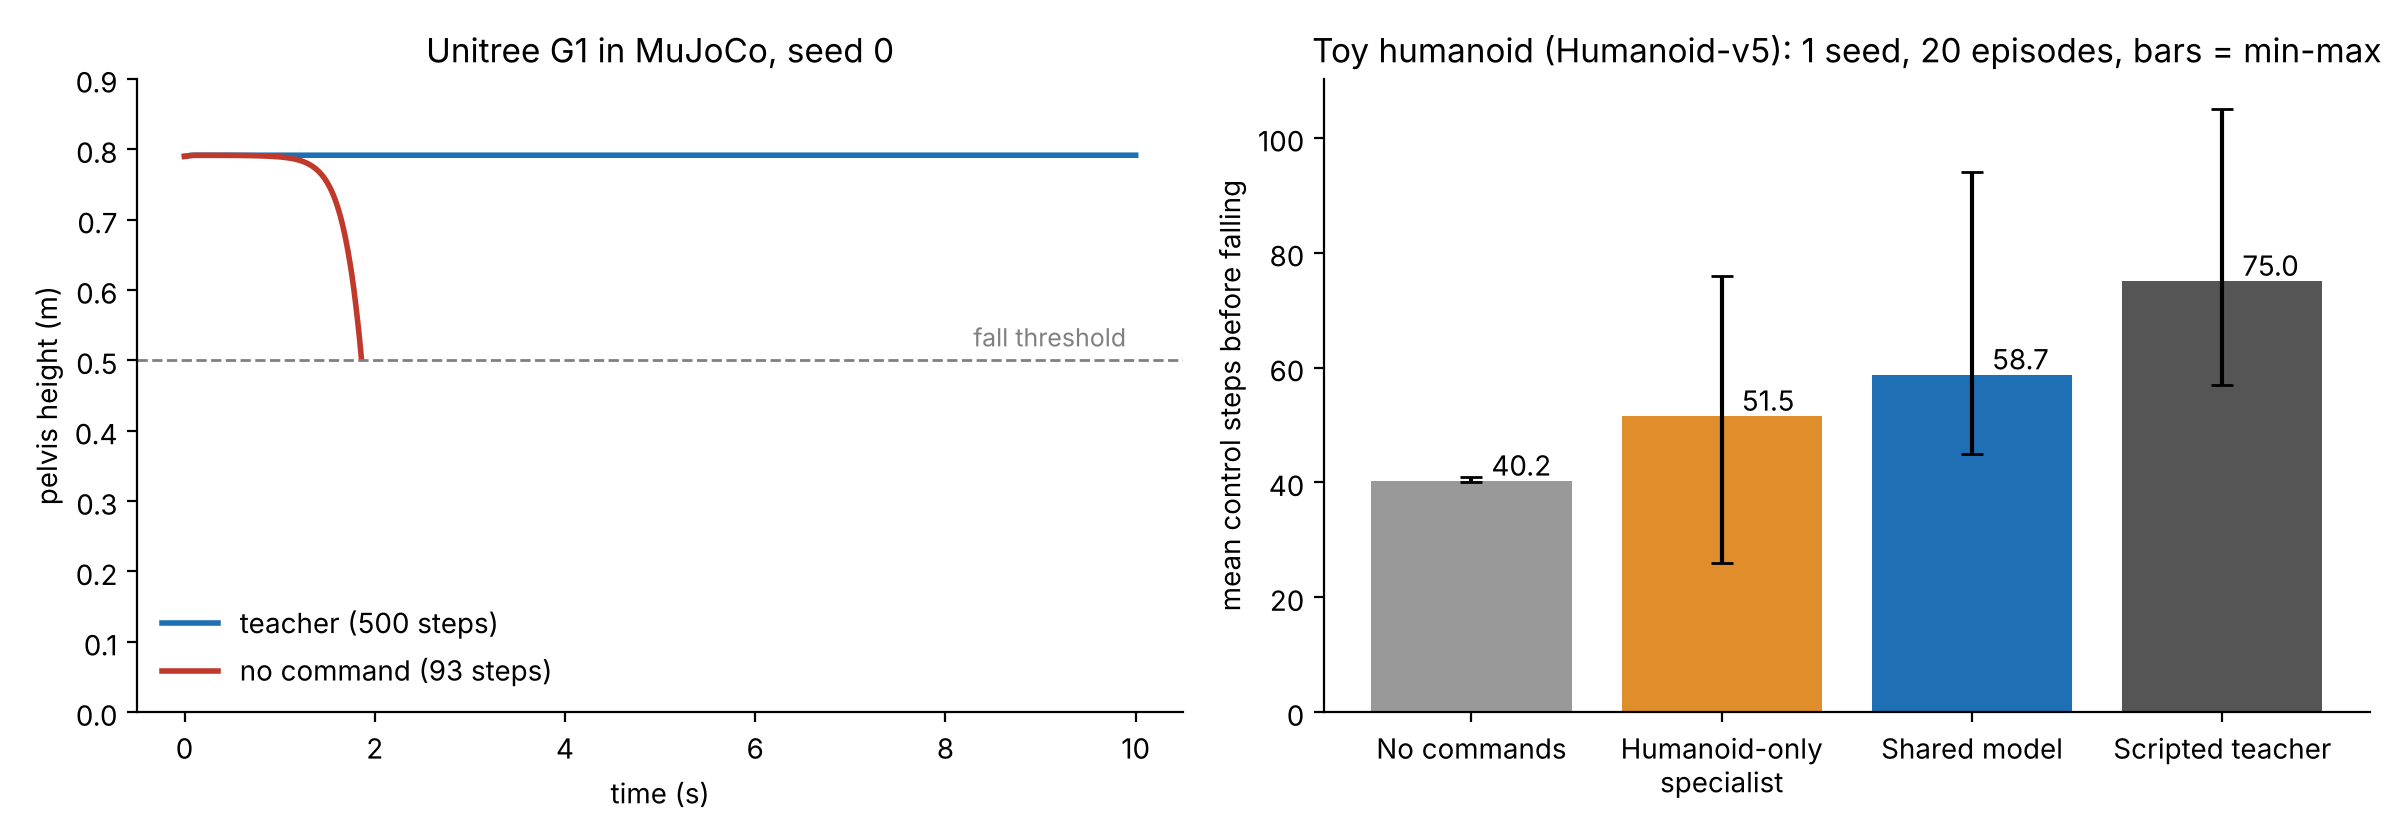 Unitree G1 in MuJoCo, seed 0
pelvis height (m)
0.9
0.8
0.7
0.6
0.5
0.4
0.3
0.2
0.1
0.0
fall threshold
teacher (500 steps)
no command (93 steps)
0 2 4 6 8 10
time (s)
Toy humanoid (Humanoid-v5): 1 seed, 20 episodes, bars = min-max
mean control steps before falling
100
80
60
40
20
0
40.2
51.5
58.7
75.0
No commands
Humanoid-only
specialist
Shared model
Scripted teacher